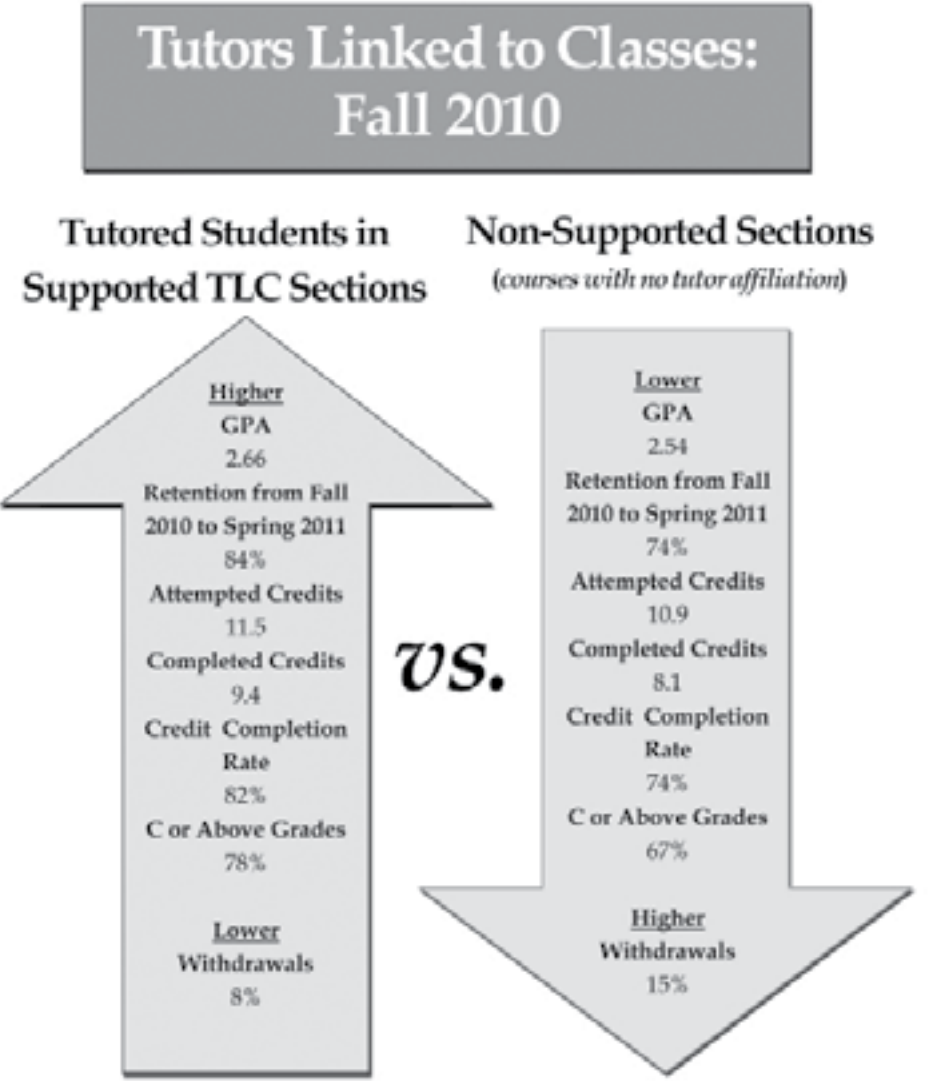 Tutors Linked to Classes:
Fall 2010
Tutored Students in
Supported TLC Sections
Higher
GPA
2.66
Retention from Fall
2010 to Spring 2011
84%
Attempted Credits
11.5
Completed Credits
9.4
Credit Completion
Rate
82%
C or Above Grades
78%
Lower
Withdrawals
8%
vs.
Non-Supported Sections
(courses with no tutor affiliation)
Lower
GPA
2.54
Retention from Fall
2010 to Spring 2011
74%
Attempted Credits
10.9
Completed Credits
8.1
Credit Completion
Rate
74%
C or Above Grades
67%
Higher
Withdrawals
15%